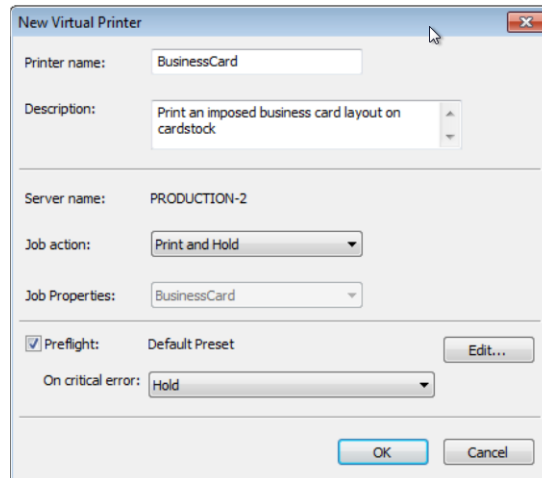 New Virtual Printer
Printer name: BusinessCard
Description: Print an imposed business card layout on
cardstock
Server name: PRODUCTION-2
Job action: Print and Hold
Job Properties: BusinessCard
Preflight: Default Preset Edit...
On critical error: Hold
OK Cancel